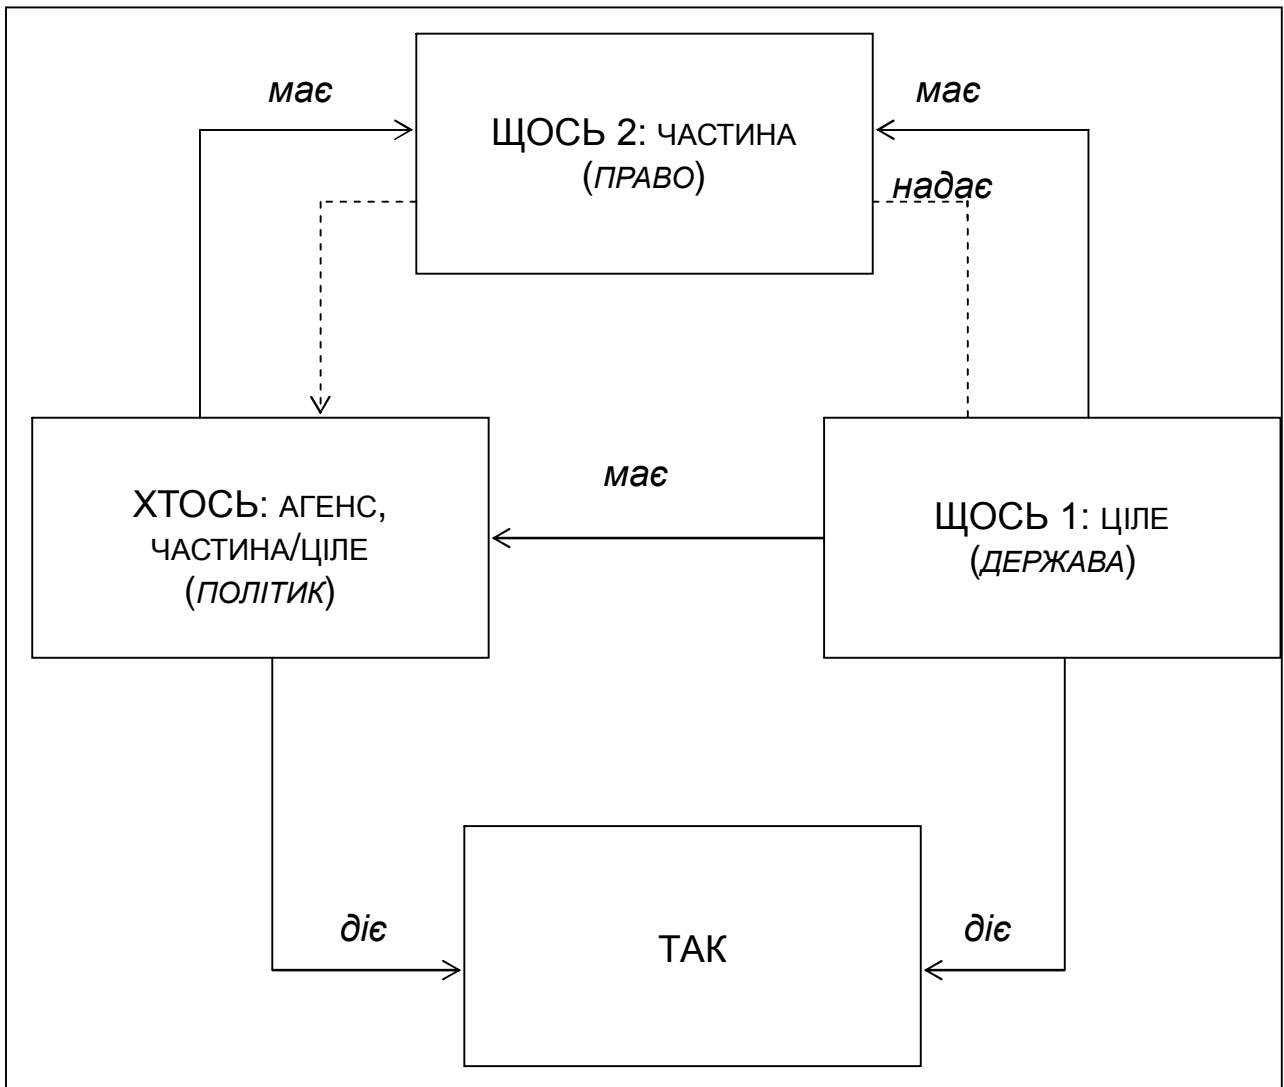 має
має
ЩОСЬ 2: ЧАСТИНА
(ПРАВО)
надає
має
ХТОСЬ: АГЕНС,
ЧАСТИНА/ЦІЛЕ
(ПОЛІТИК)
ЩОСЬ 1: ЦІЛЕ
(ДЕРЖАВА)
діє
діє
ТАК